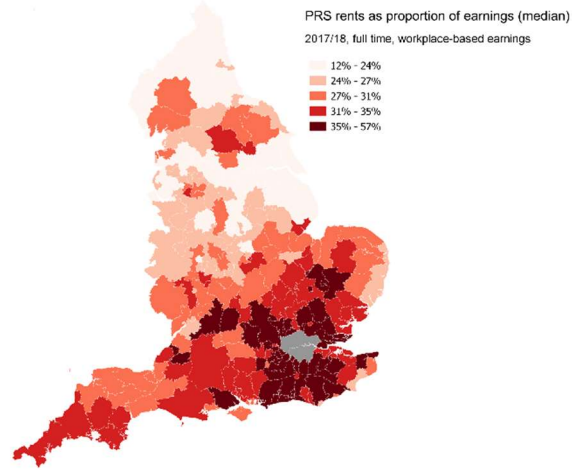 PRS rents as proportion of earnings (median)
2017/18, full time, workplace-based earnings
12% - 24%
24% - 27%
27% - 31%
31% - 35%
35% - 57%